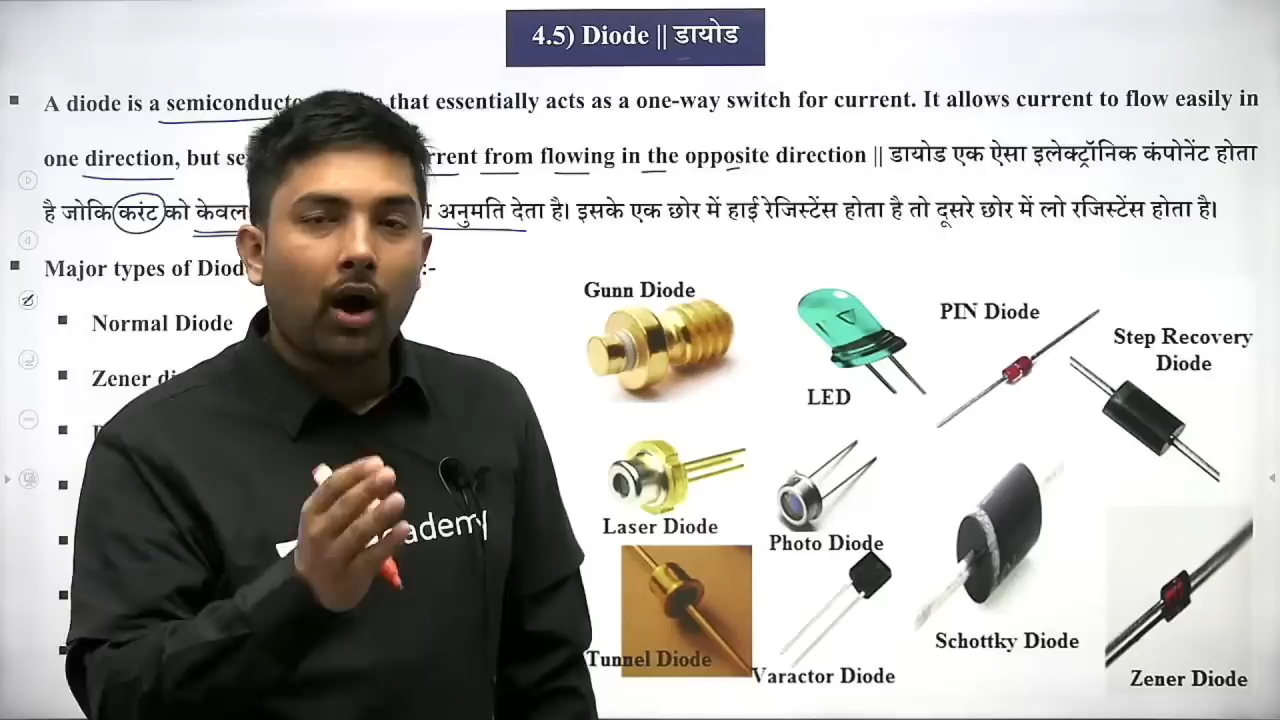 4.5) Diode || डायोड
A diode is a semiconducto that essentially acts as a one-way switch for current. It allows current to flow easily in
one direction, but se rrent from flowing in the opposite direction || डायोड एक ऐसा इलेक्ट्रॉनिक कंपोनेंट होता
है जोकि करंट को केवल अनुमति देता है। इसके एक छोर में हाई रेजिस्टेंस होता है तो दूसरे छोर में लो रजिस्टेंस होता है।
Major types of Diod :-
Normal Diode
Zener di
Gunn Diode
LED
PIN Diode
Step Recovery
Diode
Laser Diode
Photo Diode
Tunnel Diode
Varactor Diode
Schottky Diode
Zener Diode
ademy